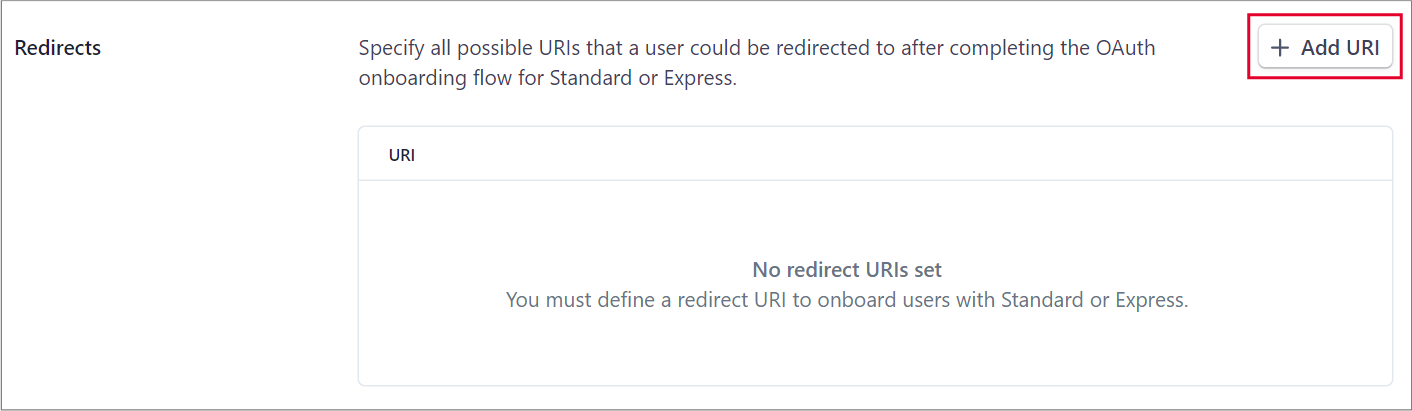 Redirects
Specify all possible URIs that a user could be redirected to after completing the OAuth
onboarding flow for Standard or Express.
+ Add URI
URI
No redirect URIs set
You must define a redirect URI to onboard users with Standard or Express.